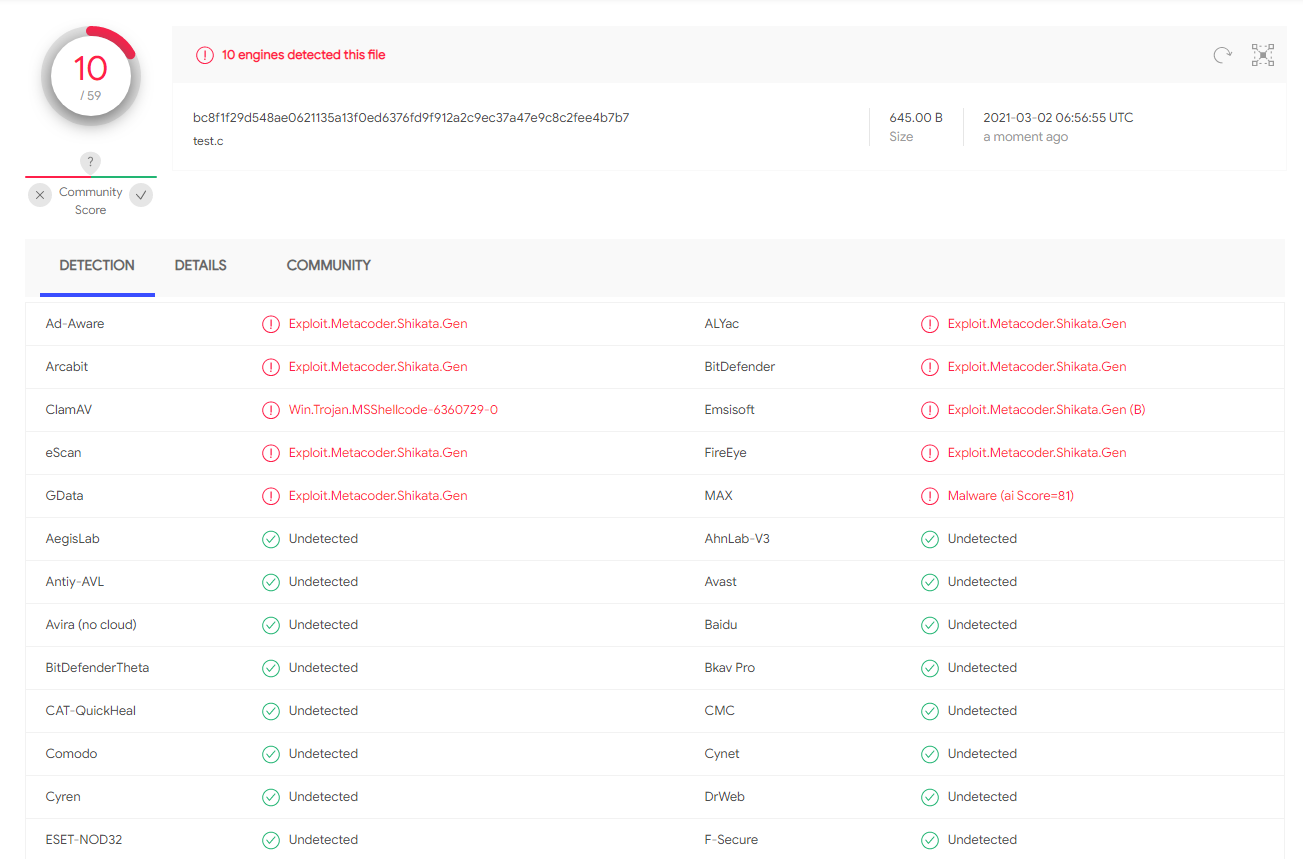 10
/ 59
?
Community
Score
10 engines detected this file
bc8f1f29d548ae0621135a13f0ed6376fd9f912a2c9ec37a47e9c8c2fee4b7b7
test.c
645.00 B
Size
2021-03-02 06:56:55 UTC
a moment ago
DETECTION DETAILS COMMUNITY
Ad-Aware Exploit.Metacoder.Shikata.Gen ALYac Exploit.Metacoder.Shikata.Gen
Arcabit Exploit.Metacoder.Shikata.Gen BitDefender Exploit.Metacoder.Shikata.Gen
ClamAV Win.Trojan.MSShellcode-6360729-0 Emsisoft Exploit.Metacoder.Shikata.Gen (B)
eScan Exploit.Metacoder.Shikata.Gen FireEye Exploit.Metacoder.Shikata.Gen
GData Exploit.Metacoder.Shikata.Gen MAX Malware (ai Score=81)
AegisLab Undetected AhnLab-V3 Undetected
Antiy-AVL Undetected Avast Undetected
Avira (no cloud) Undetected Baidu Undetected
BitDefenderTheta Undetected Bkav Pro Undetected
CAT-QuickHeal Undetected CMC Undetected
Comodo Undetected Cynet Undetected
Cyren Undetected DrWeb Undetected
ESET-NOD32 Undetected F-Secure Undetected